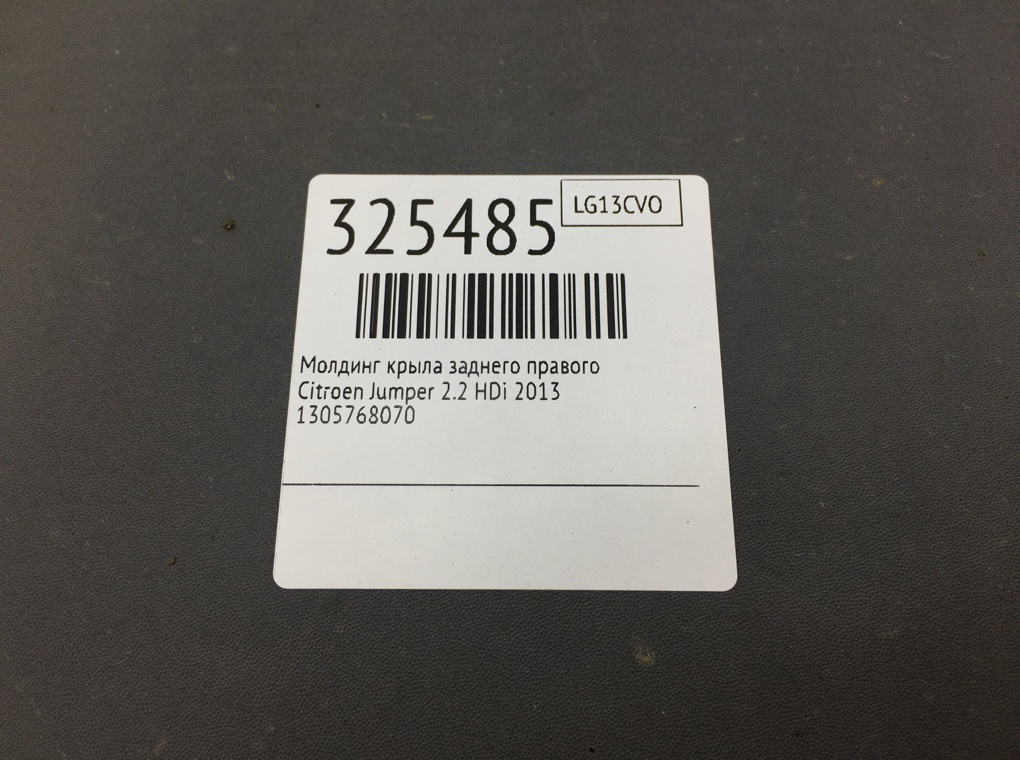 325485
LG13CVO
Молдинг крыла заднего правого
Citroen Jumper 2.2 HDi 2013
1305768070